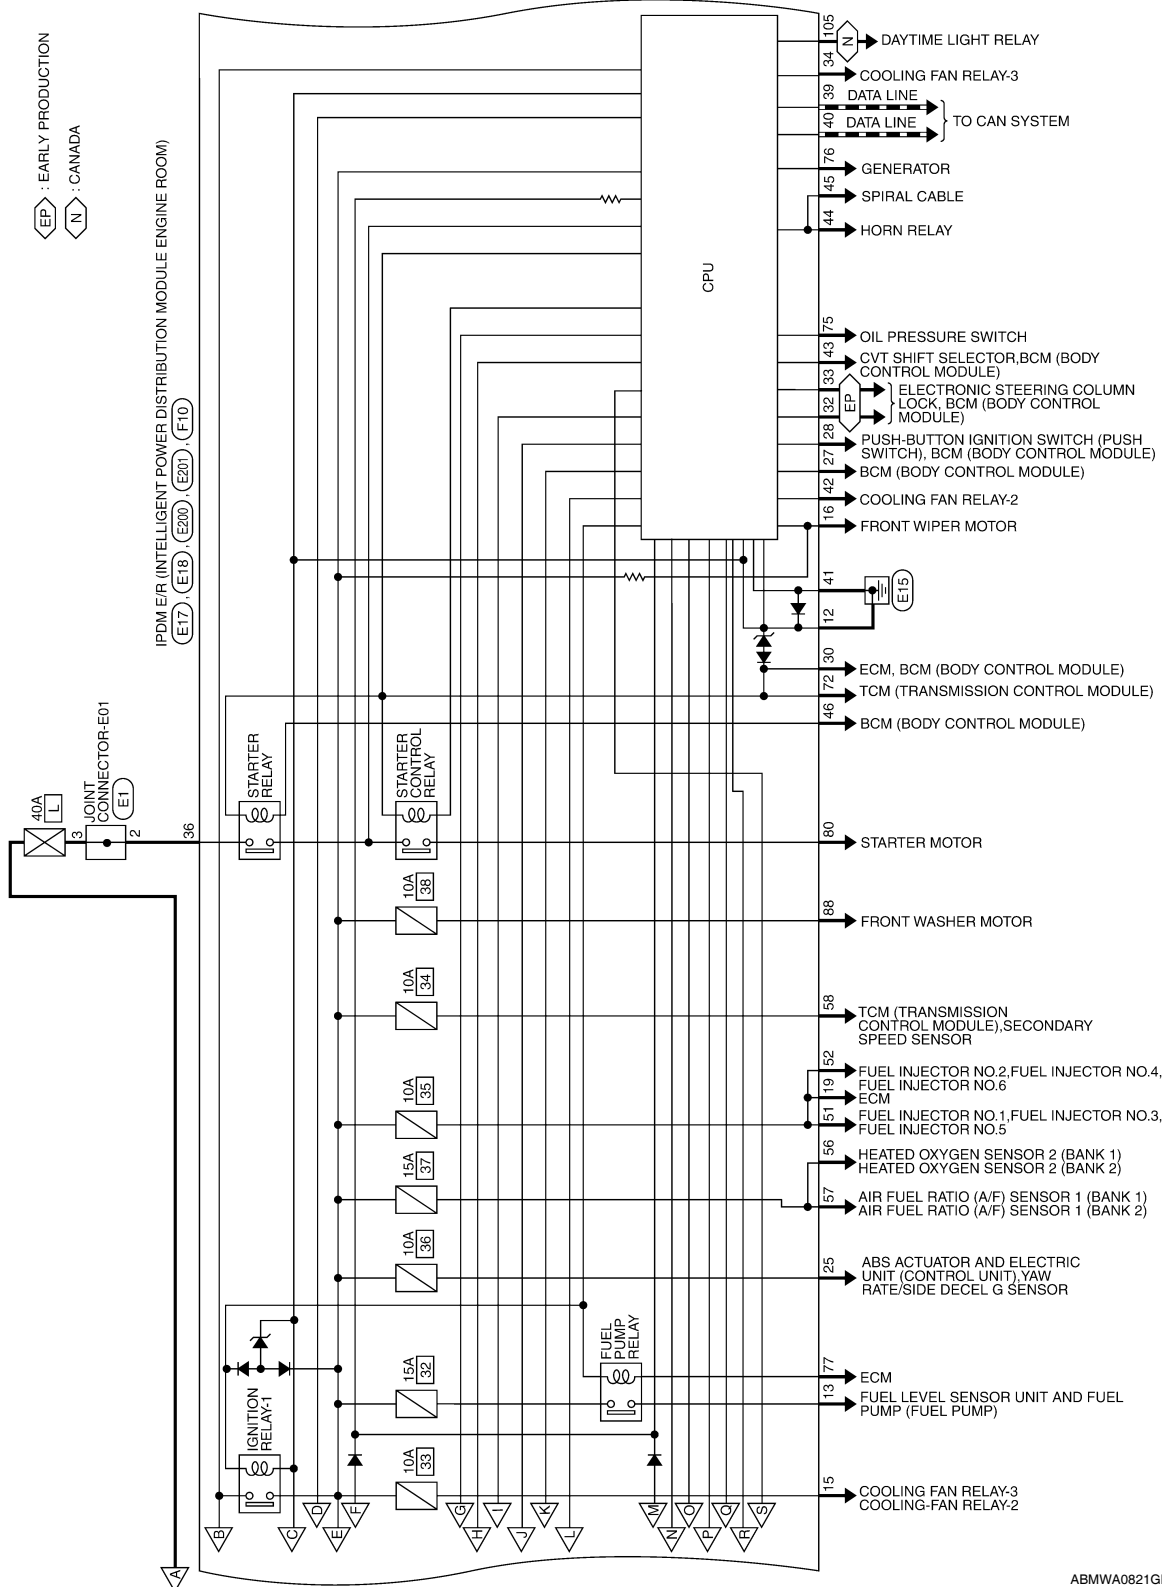 EP : EARLY PRODUCTION
N : CANADA
IPDM E/R (INTELLIGENT POWER DISTRIBUTION MODULE ENGINE ROOM)
E17 , E18 , E200 , E201 , F10
CPU
105
N
DAYTIME LIGHT RELAY
34
COOLING FAN RELAY-3
39
DATA LINE
40
DATA LINE
TO CAN SYSTEM
76
GENERATOR
45
SPIRAL CABLE
44
HORN RELAY
75
OIL PRESSURE SWITCH
43
CVT SHIFT SELECTOR,BCM (BODY
CONTROL MODULE)
33
32
EP
ELECTRONIC STEERING COLUMN
LOCK, BCM (BODY CONTROL
MODULE)
28
PUSH-BUTTON IGNITION SWITCH (PUSH
SWITCH), BCM (BODY CONTROL MODULE)
27
BCM (BODY CONTROL MODULE)
42
COOLING FAN RELAY-2
16
FRONT WIPER MOTOR
41
E15
12
30
ECM, BCM (BODY CONTROL MODULE)
72
TCM (TRANSMISSION CONTROL MODULE)
46
BCM (BODY CONTROL MODULE)
40A
L
3
JOINT
CONNECTOR-E01
E1
2
36
STARTER
RELAY
STARTER
CONTROL
RELAY
80
STARTER MOTOR
10A
38
88
FRONT WASHER MOTOR
10A
34
58
TCM (TRANSMISSION
CONTROL MODULE),SECONDARY
SPEED SENSOR
10A
35
52
FUEL INJECTOR NO.2,FUEL INJECTOR NO.4,
FUEL INJECTOR NO.6
19
ECM
51
FUEL INJECTOR NO.1,FUEL INJECTOR NO.3,
FUEL INJECTOR NO.5
15A
37
56
HEATED OXYGEN SENSOR 2 (BANK 1)
HEATED OXYGEN SENSOR 2 (BANK 2)
57
AIR FUEL RATIO (A/F) SENSOR 1 (BANK 1)
AIR FUEL RATIO (A/F) SENSOR 1 (BANK 2)
10A
36
25
ABS ACTUATOR AND ELECTRIC
UNIT (CONTROL UNIT),YAW
RATE/SIDE DECEL G SENSOR
FUEL
PUMP
RELAY
15A
32
77
ECM
13
FUEL LEVEL SENSOR UNIT AND FUEL
PUMP (FUEL PUMP)
IGNITION
RELAY-1
10A
33
15
COOLING FAN RELAY-3
COOLING-FAN RELAY-2
A
B
C
D
E
F
G
H
I
J
K
L
M
N
O
P
Q
R
S